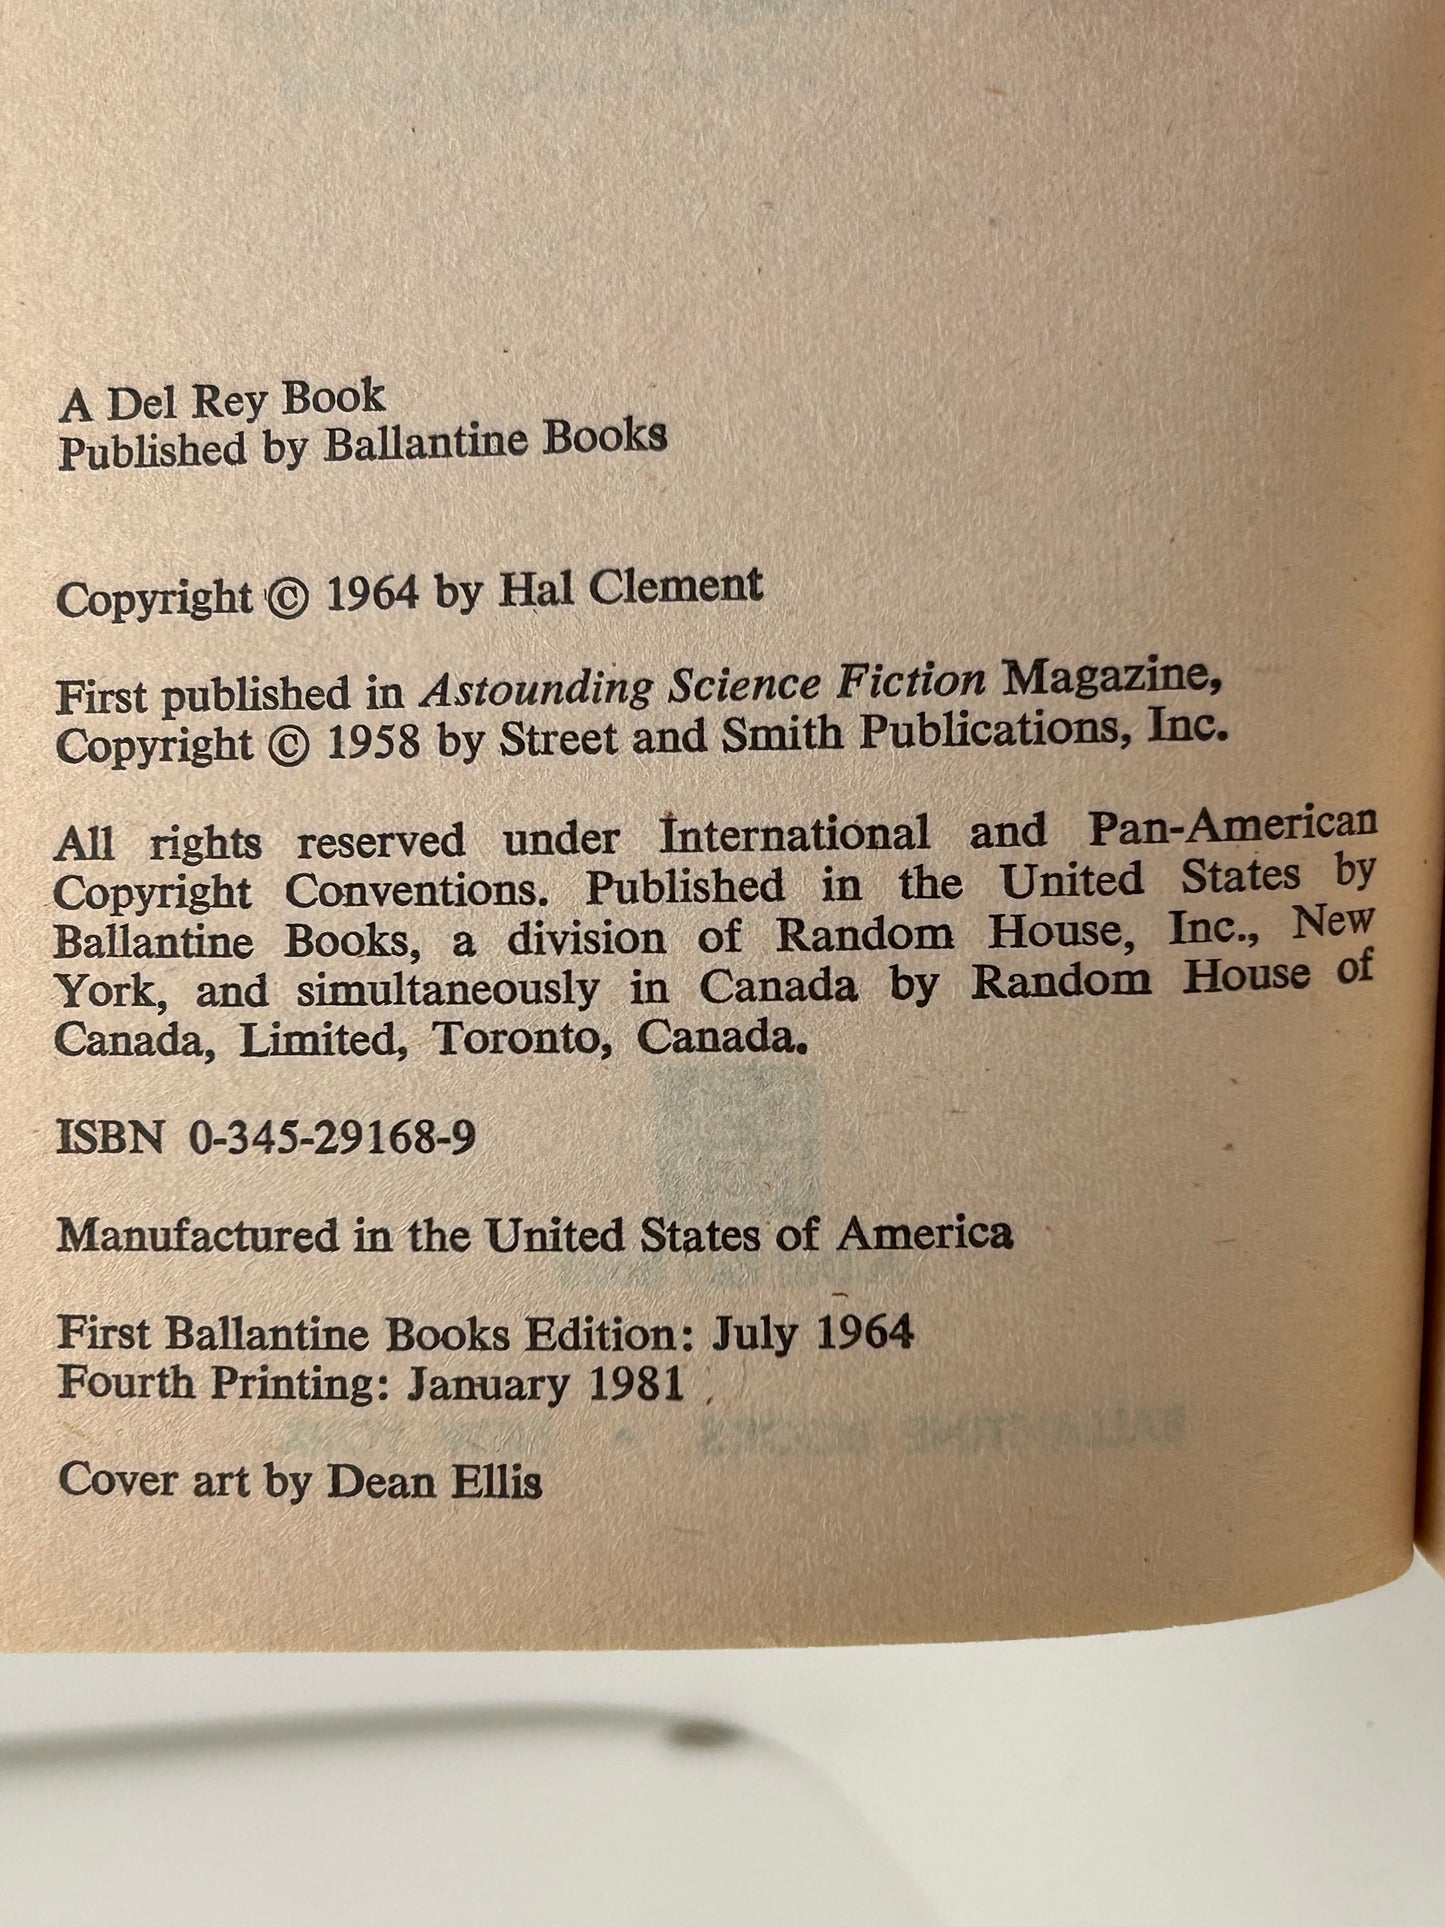 A Del Rey Book
Published by Ballantine Books
Copyright © 1964 by Hal Clement
First published in Astounding Science Fiction Magazine,
Copyright © 1958 by Street and Smith Publications, Inc.
All rights reserved under International and Pan-American
Copyright Conventions. Published in the United States by
Ballantine Books, a division of Random House, Inc., New
York, and simultaneously in Canada by Random House of
Canada, Limited, Toronto, Canada.
ISBN 0-345-29168-9
Manufactured in the United States of America
First Ballantine Books Edition: July 1964
Fourth Printing: January 1981
Cover art by Dean Ellis